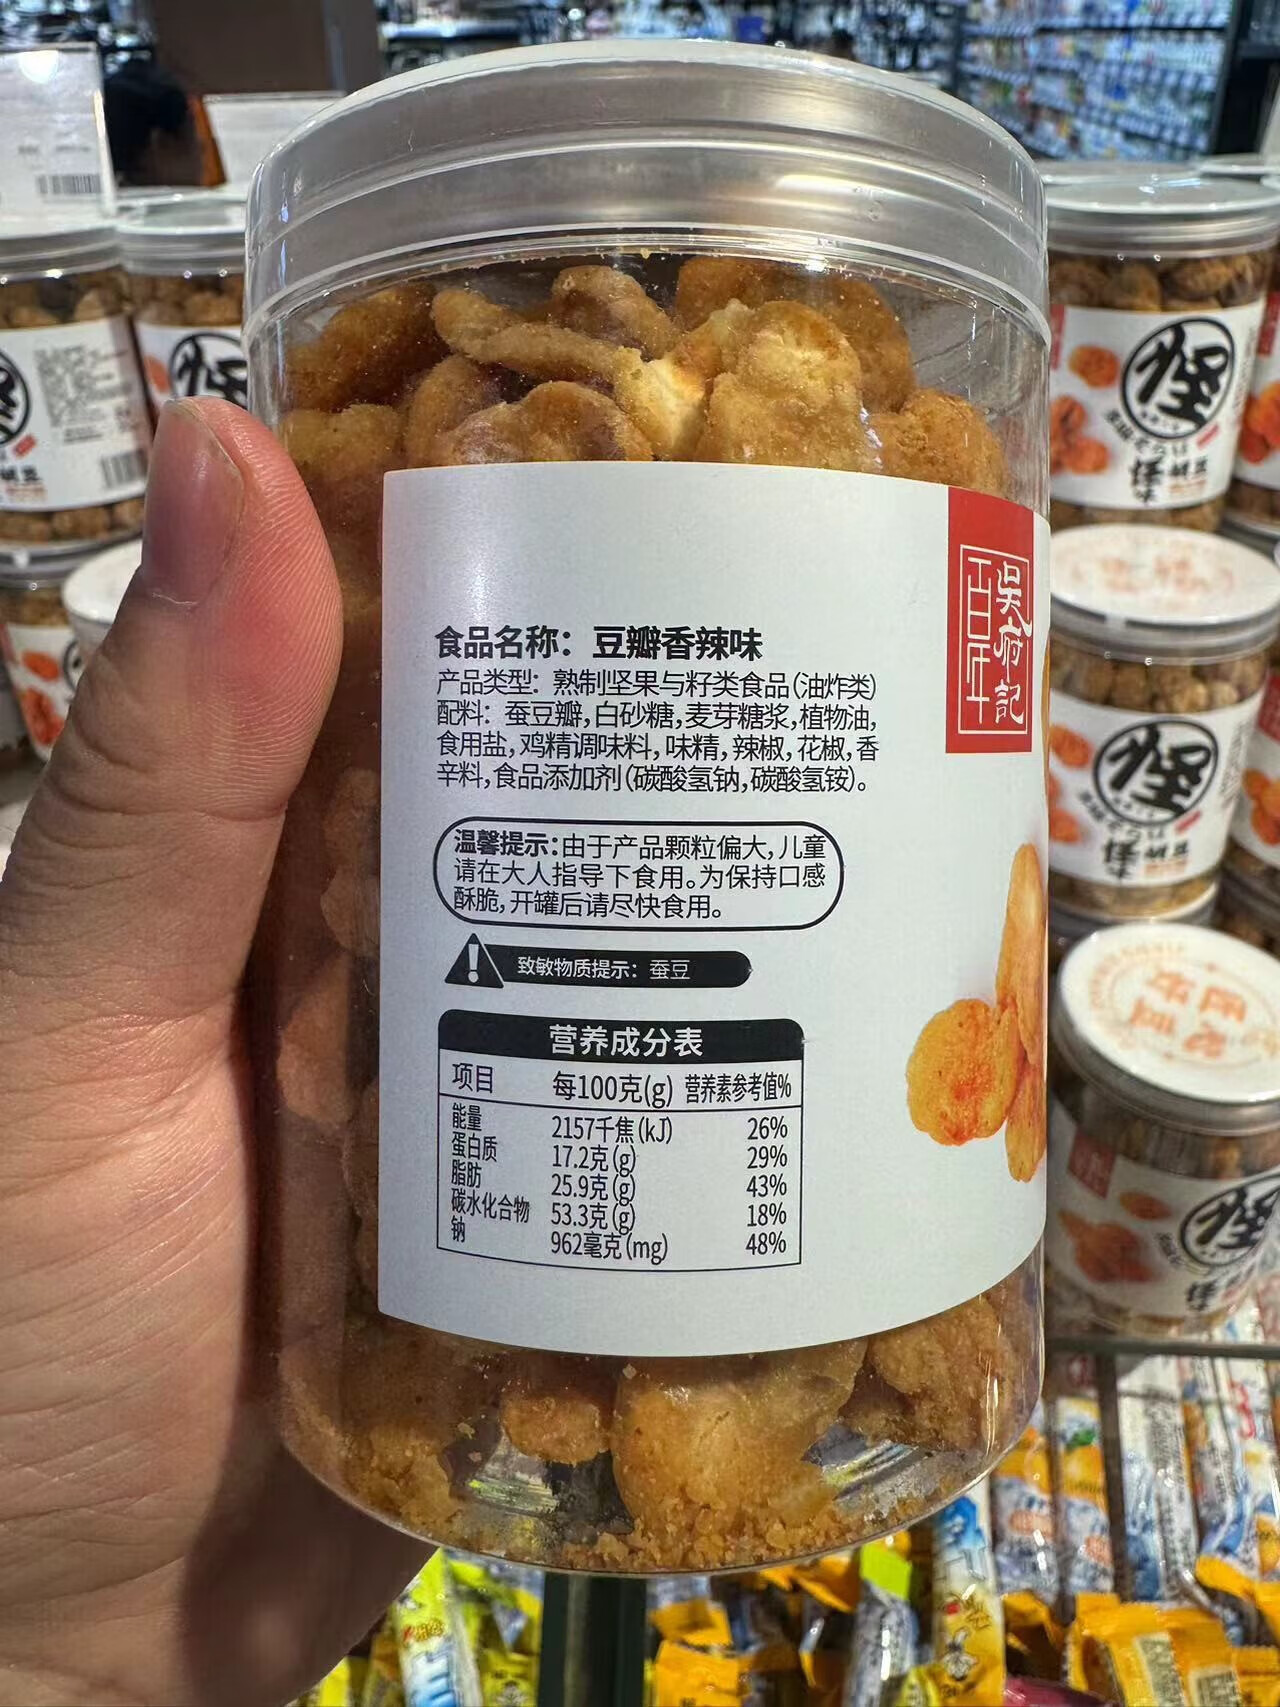 食品名称：豆瓣香辣味
产品类型：熟制坚果与籽类食品(油炸类)
配料：蚕豆瓣,白砂糖,麦芽糖浆,植物油,
食用盐,鸡精调味料,味精,辣椒,花椒,香
辛料,食品添加剂(碳酸氢钠,碳酸氢铵)。
温馨提示：由于产品颗粒偏大,儿童
请在大人指导下食用。为保持口感
酥脆,开罐后请尽快食用。
致敏物质提示：蚕豆
营养成分表
项目 每100克(g) 营养素参考值%
能量 2157千焦(kJ) 26%
蛋白质 17.2克(g) 29%
脂肪 25.9克(g) 43%
碳水化合物 53.3克(g) 18%
钠 962毫克(mg) 48%
吴府記
百年
怪
怪
怪
怪